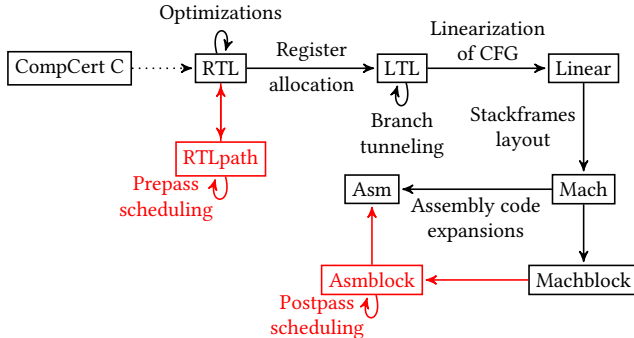 Optimizations
CompCert C
RTL
Register
allocation
LTL
Linearization
of CFG
Linear
Branch
tunneling
Stackframes
layout
RTLpath
Prepass
scheduling
Asm
Assembly code
expansions
Mach
Asmblock
Machblock
Postpass
scheduling